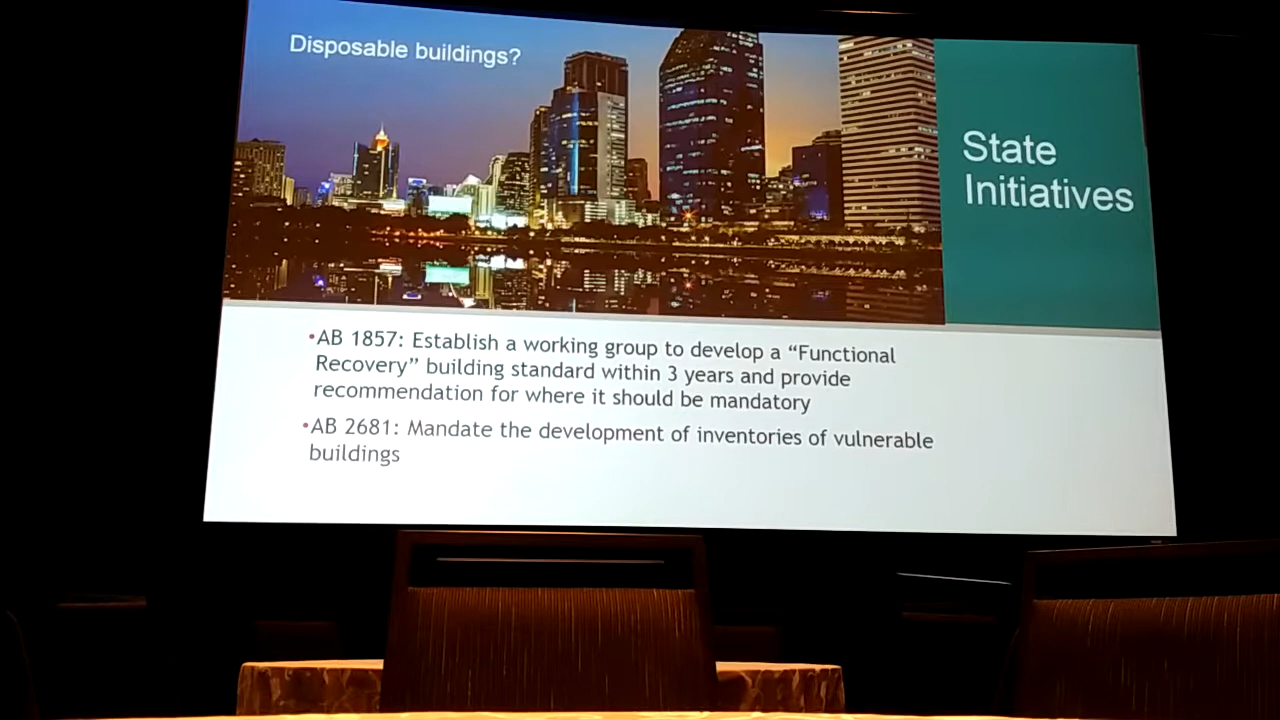 Disposable buildings?
State
Initiatives
•AB 1857: Establish a working group to develop a “Functional
Recovery” building standard within 3 years and provide
recommendation for where it should be mandatory
•AB 2681: Mandate the development of inventories of vulnerable
buildings